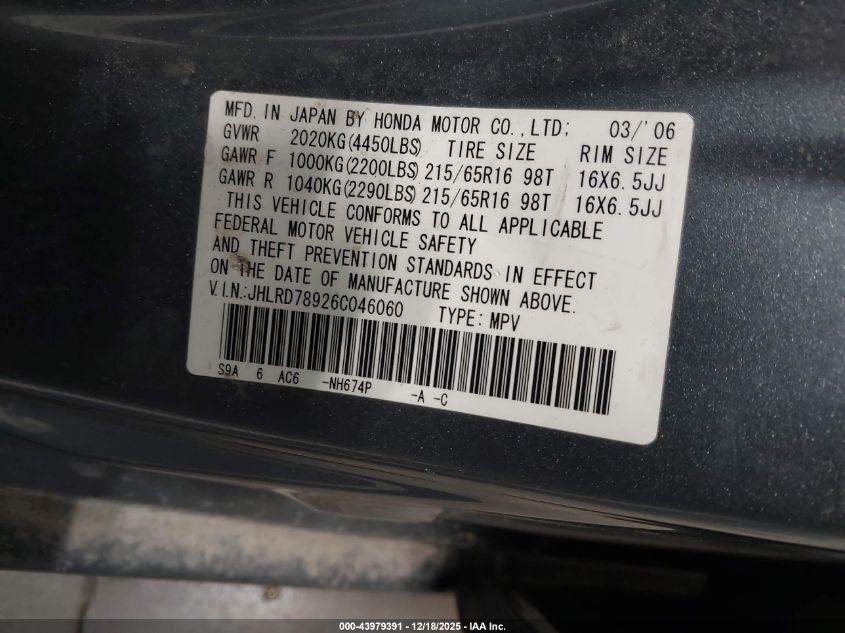 MFD. IN JAPAN BY HONDA MOTOR CO.,LTD; 03/'06
GVWR 2020KG(4450LBS) TIRE SIZE RIM SIZE
GAWR F 1000KG(2200LBS) 215/65R16 98T 16X6.5JJ
GAWR R 1040KG(2290LBS) 215/65R16 98T 16X6.5JJ
THIS VEHICLE CONFORMS TO ALL APPLICABLE
FEDERAL MOTOR VEHICLE SAFETY
AND THEFT PREVENTION STANDARDS IN EFFECT
ON THE DATE OF MANUFACTURE SHOWN ABOVE.
V.I.N.:JHLRD78926C046060 TYPE: MPV
S9A 6 AC6 -NH674P -A -C
000-43979391 - 12/18/2025 - IAA Inc.